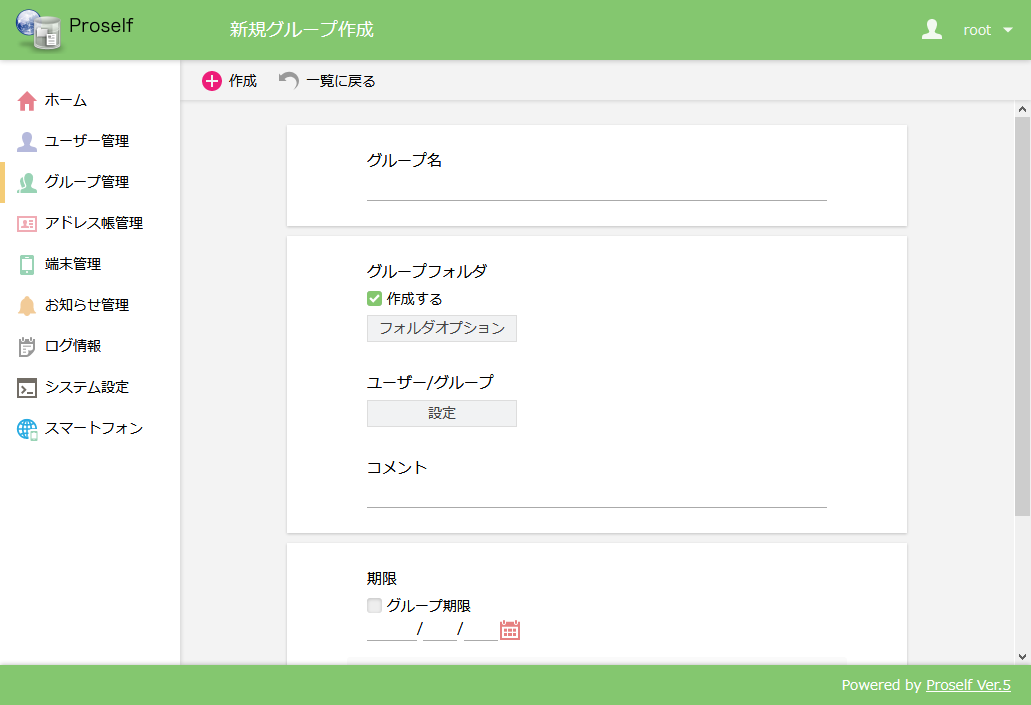 Proself
新規グループ作成
root
作成
一覧に戻る
ホーム
ユーザー管理
グループ管理
アドレス帳管理
端末管理
お知らせ管理
ログ情報
システム設定
スマートフォン
グループ名
グループフォルダ
作成する
フォルダオプション
ユーザー/グループ
設定
コメント
期限
グループ期限
/ /
Powered by Proself Ver.5